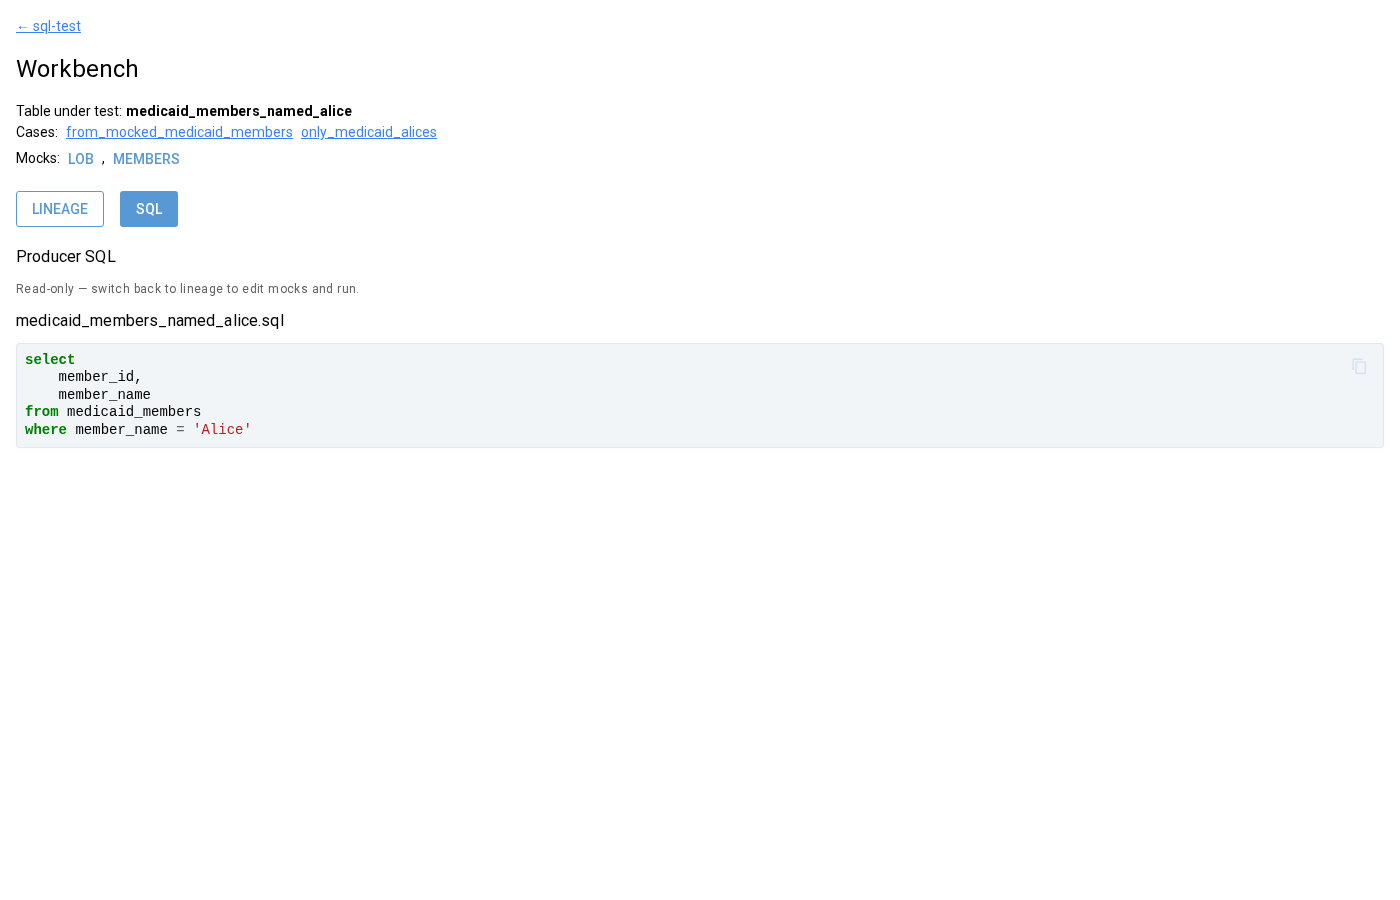 ← sql-test
Workbench
Table under test: medicaid_members_named_alice
Cases: from_mocked_medicaid_members only_medicaid_alices
Mocks: LOB , MEMBERS
LINEAGE SQL
Producer SQL
Read-only — switch back to lineage to edit mocks and run.
medicaid_members_named_alice.sql
select
    member_id,
    member_name
from medicaid_members
where member_name = 'Alice'